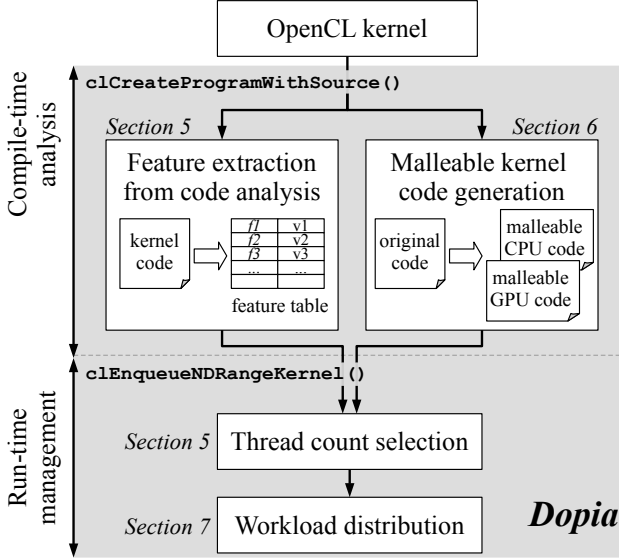 OpenCL kernel
Compile-time
analysis
clCreateProgramWithSource()
Section 5
Feature extraction
from code analysis
kernel
code
f1 v1
f2 v2
f3 v3
... ...
feature table
Section 6
Malleable kernel
code generation
original
code
malleable
CPU code
malleable
GPU code
Run-time
management
clEnqueueNDRangeKernel()
Section 5
Thread count selection
Section 7
Workload distribution
Dopia